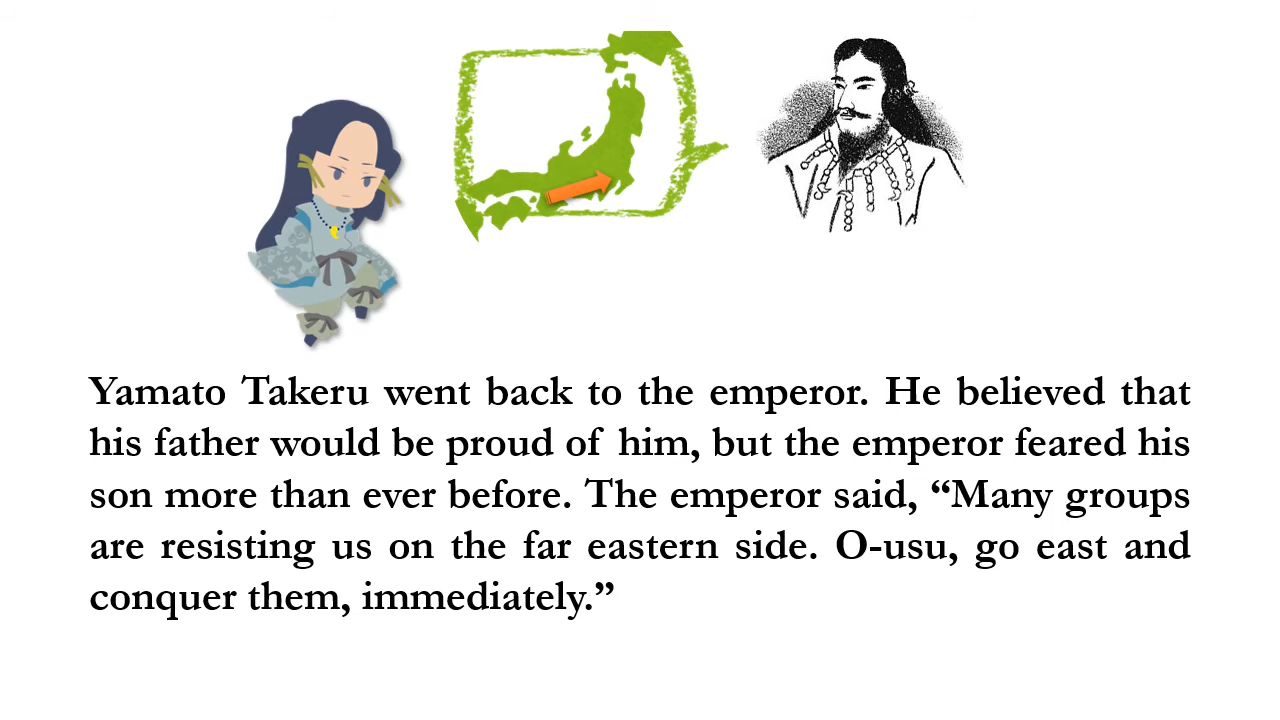 Yamato Takeru went back to the emperor. He believed that
his father would be proud of him, but the emperor feared his
son more than ever before. The emperor said, “Many groups
are resisting us on the far eastern side. O-usu, go east and
conquer them, immediately.”